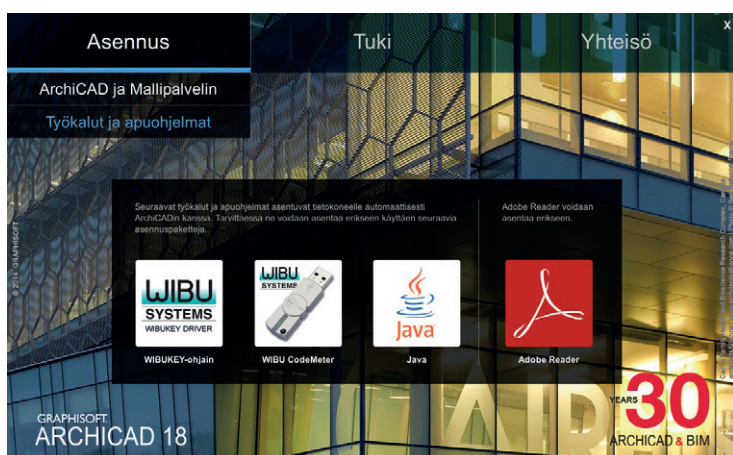 Asennus
Tuki
Yhteisö
X
ArchiCAD ja Mallipalvelin
Työkalut ja apuohjelmat
Seuraavat työkalut ja apuohjelmat asentuvat tietokoneelle automaattisesti
ArchiCADin kanssa. Tarvittaessa ne voidaan asentaa erikseen käyttäen seuraavia
asennuspaketteja.
Adobe Reader voidaan
asentaa erikseen.
WIBU
SYSTEMS
WIBUKEY DRIVER
WIBUKEY-ohjain
WIBU
SYSTEMS
WIBU CodeMeter
Java
Java
Adobe Reader
© 2014 GRAPHISOFT
GRAPHISOFT
ARCHICAD 18
YEARS
30
ARCHICAD & BIM